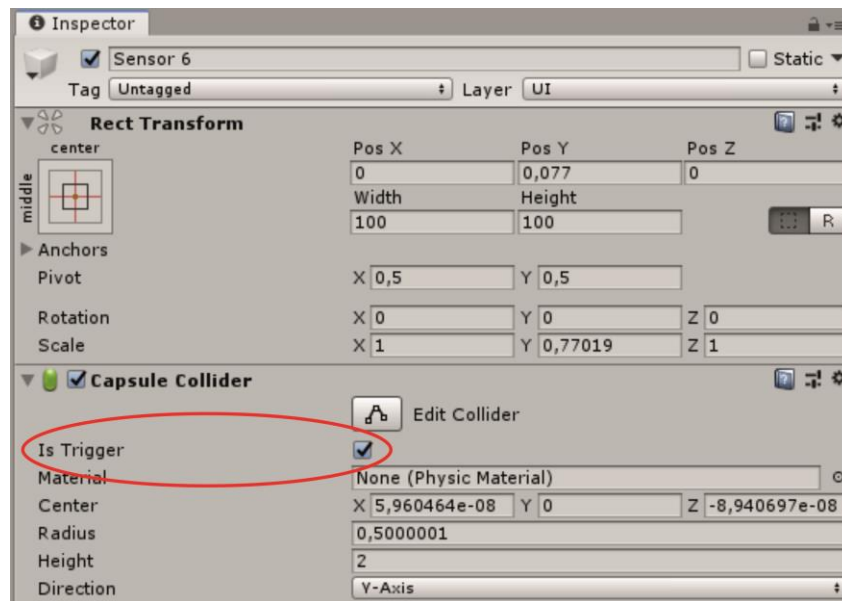 Inspector
Sensor 6 Static
Tag Untagged Layer UI
Rect Transform
center Pos X Pos Y Pos Z
middle 0 0,077 0
Width Height
100 100 R
Anchors
Pivot X 0,5 Y 0,5
Rotation X 0 Y 0 Z 0
Scale X 1 Y 0,77019 Z 1
Capsule Collider
Edit Collider
Is Trigger
Material None (Physic Material)
Center X 5,960464e-08 Y 0 Z -8,940697e-08
Radius 0,5000001
Height 2
Direction Y-Axis